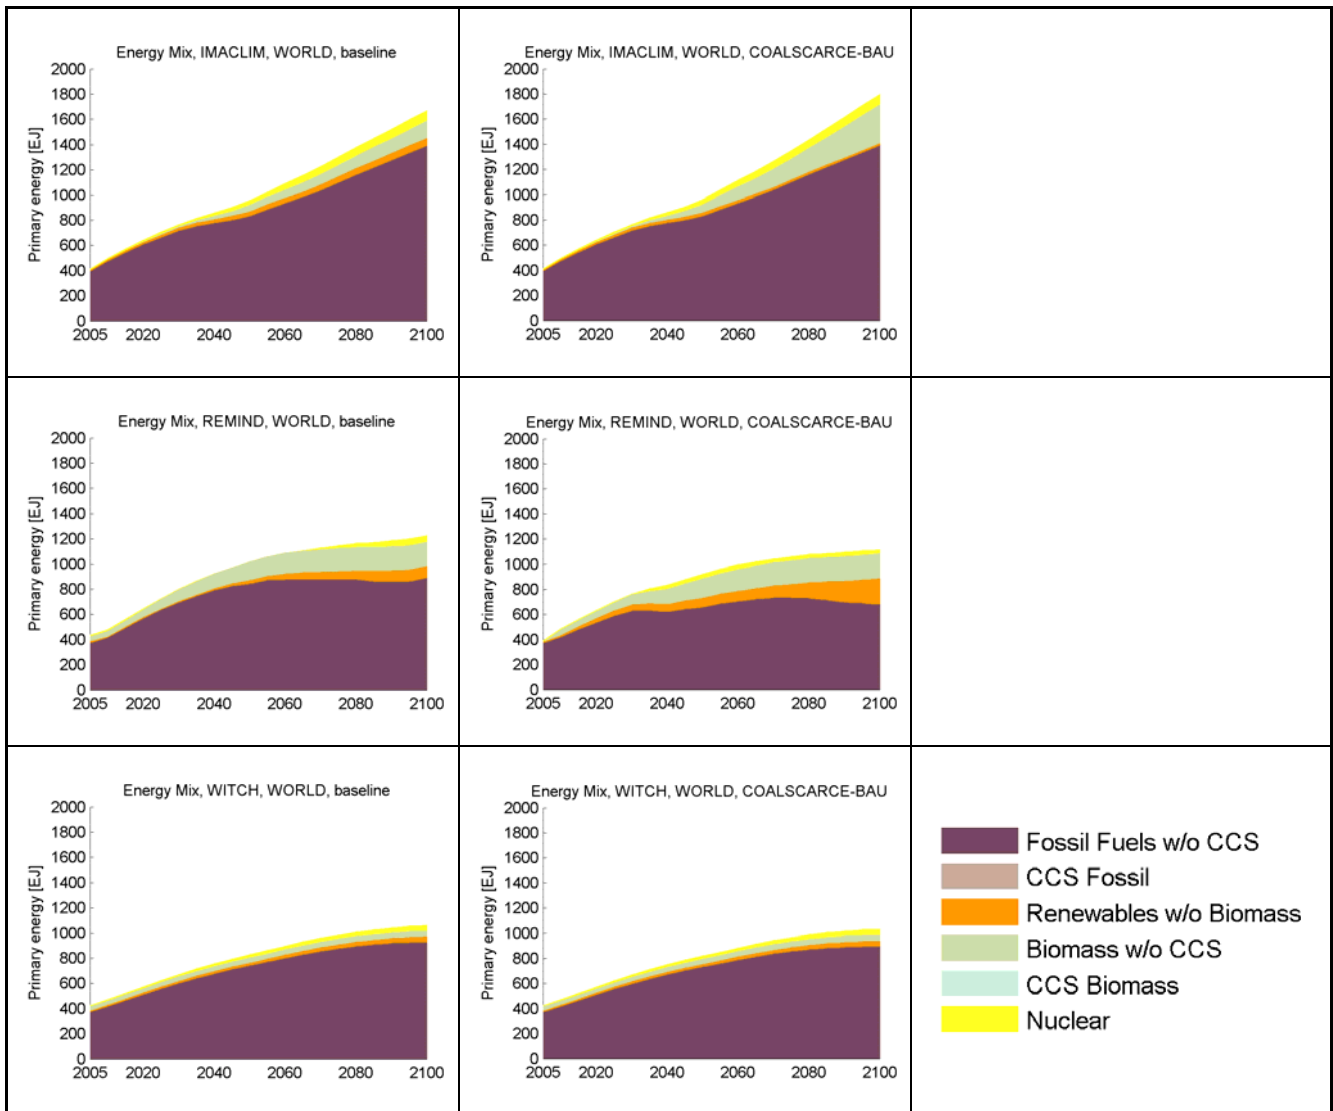 Energy Mix, IMACLIM, WORLD, baseline
Primary energy [EJ]
2000
1800
1600
1400
1200
1000
800
600
400
200
0
2005 2020 2040 2060 2080 2100
Energy Mix, IMACLIM, WORLD, COALSCARCE-BAU
Primary energy [EJ]
2000
1800
1600
1400
1200
1000
800
600
400
200
0
2005 2020 2040 2060 2080 2100
Energy Mix, REMIND, WORLD, baseline
Primary energy [EJ]
2000
1800
1600
1400
1200
1000
800
600
400
200
0
2005 2020 2040 2060 2080 2100
Energy Mix, REMIND, WORLD, COALSCARCE-BAU
Primary energy [EJ]
2000
1800
1600
1400
1200
1000
800
600
400
200
0
2005 2020 2040 2060 2080 2100
Energy Mix, WITCH, WORLD, baseline
Primary energy [EJ]
2000
1800
1600
1400
1200
1000
800
600
400
200
0
2005 2020 2040 2060 2080 2100
Energy Mix, WITCH, WORLD, COALSCARCE-BAU
Primary energy [EJ]
2000
1800
1600
1400
1200
1000
800
600
400
200
0
2005 2020 2040 2060 2080 2100
Fossil Fuels w/o CCS
CCS Fossil
Renewables w/o Biomass
Biomass w/o CCS
CCS Biomass
Nuclear